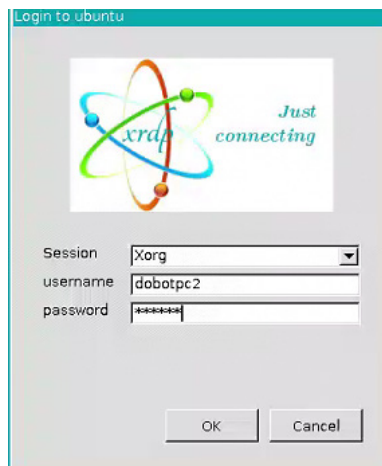 Login to ubuntu
Just
xrdp connecting
Session Xorg
username dobotpc2
password ******
OK Cancel